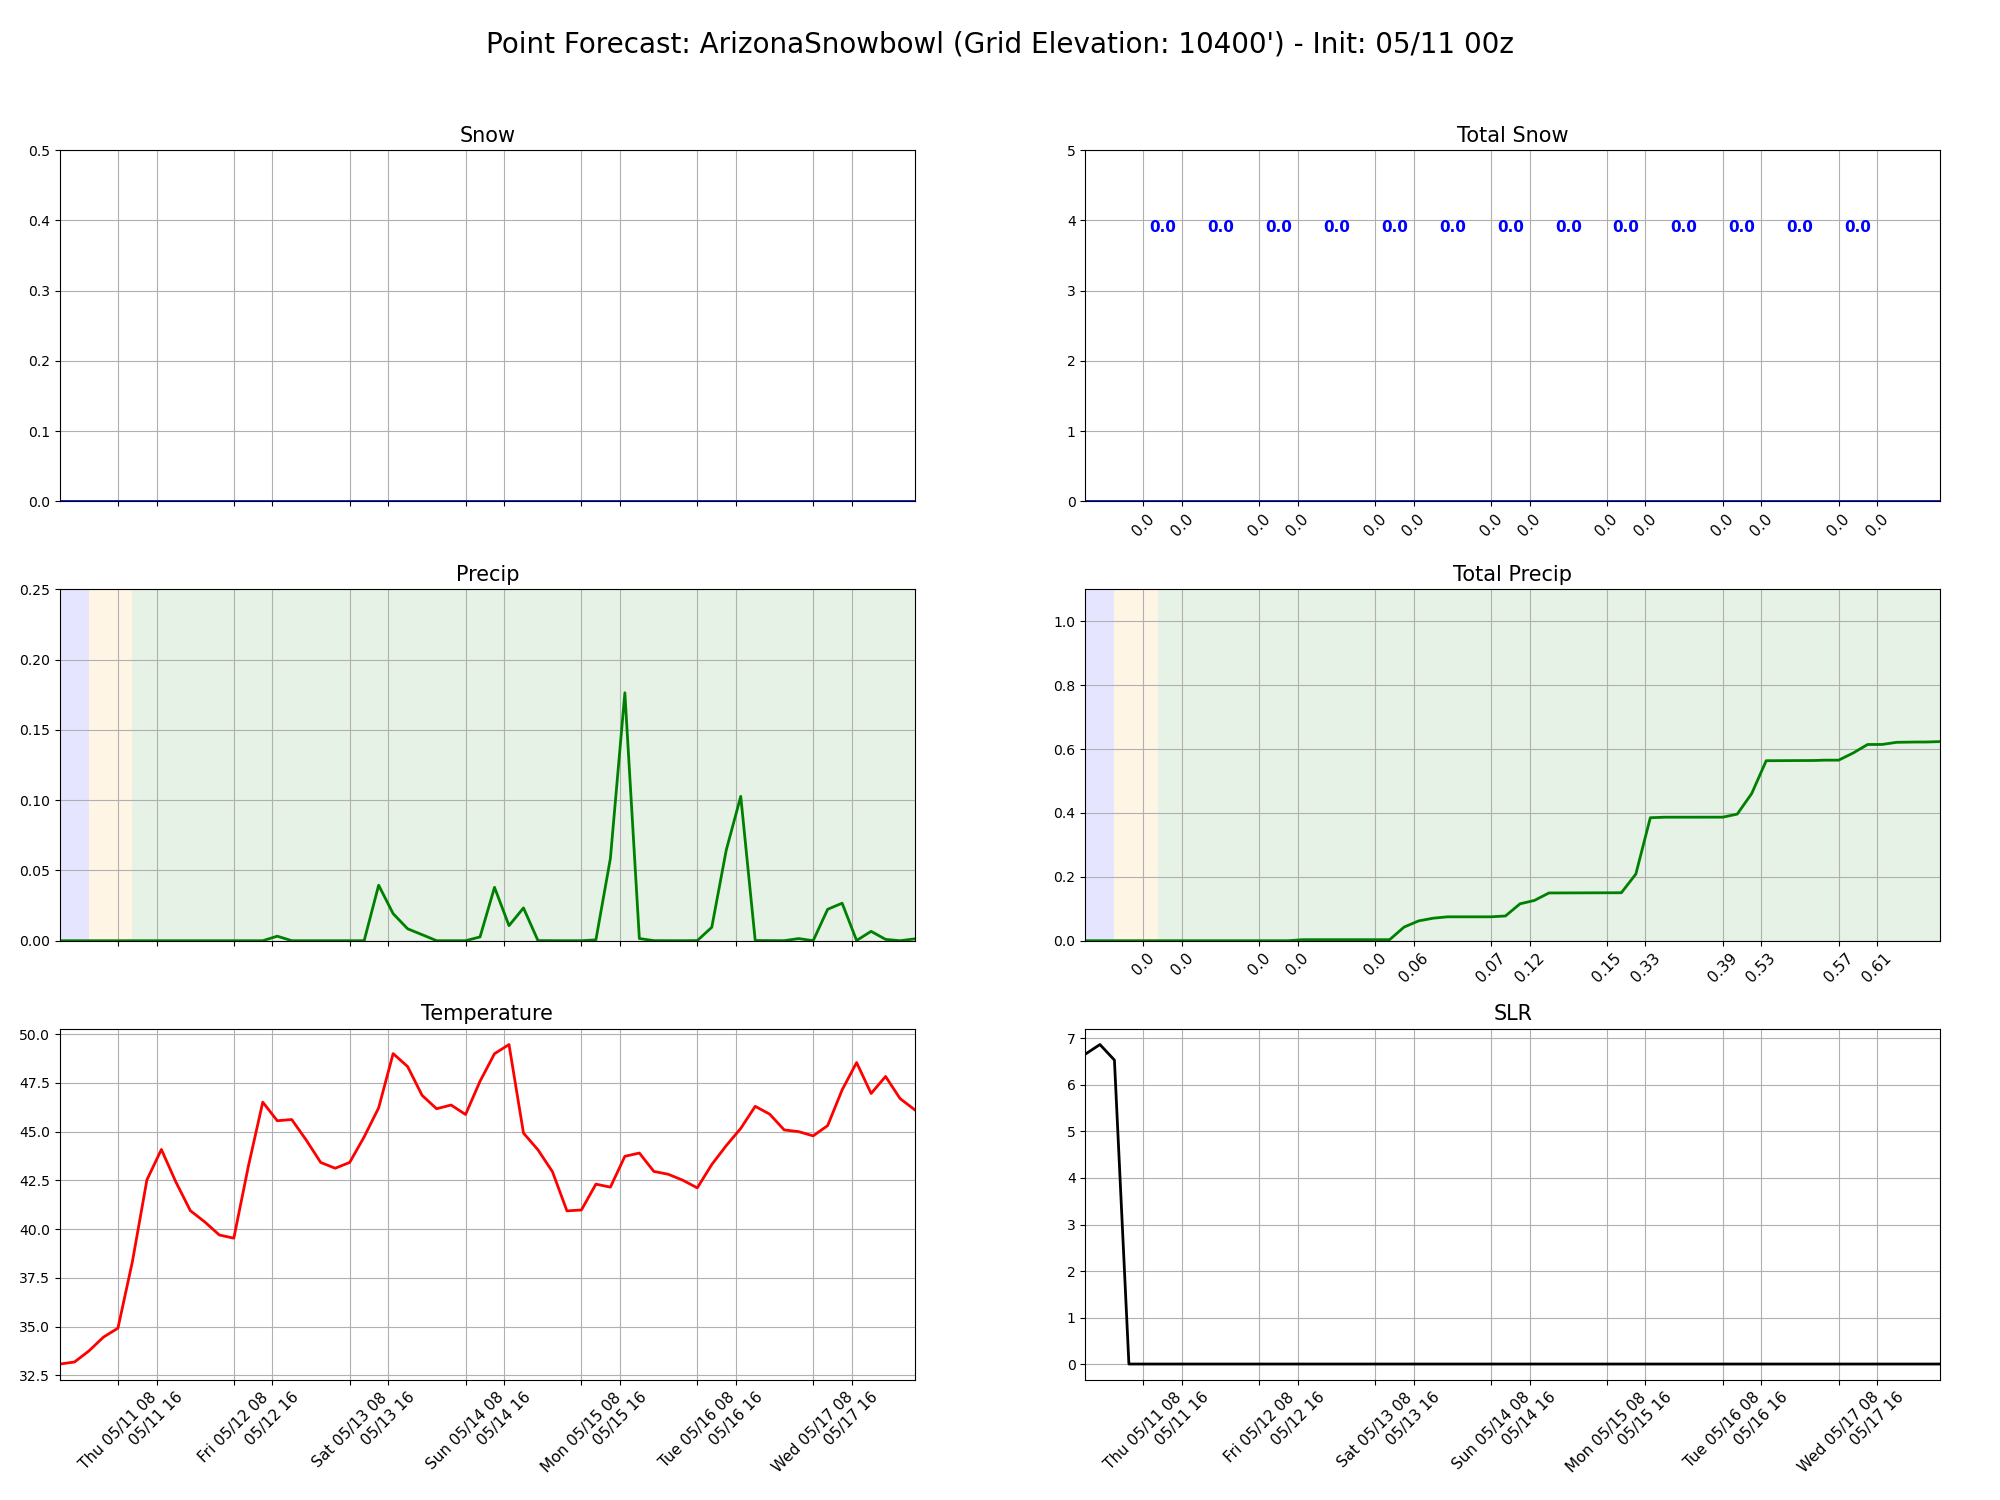 Point Forecast: ArizonaSnowbowl (Grid Elevation: 10400') - Init: 05/11 00z
Snow
0.5
0.4
0.3
0.2
0.1
0.0
Total Snow
5
4
3
2
1
0
0.0 0.0 0.0 0.0 0.0 0.0 0.0 0.0 0.0 0.0 0.0 0.0 0.0
0.0 0.0 0.0 0.0 0.0 0.0 0.0 0.0 0.0 0.0 0.0 0.0 0.0 0.0
Precip
0.25
0.20
0.15
0.10
0.05
0.00
Total Precip
1.0
0.8
0.6
0.4
0.2
0.0
0.0 0.0 0.0 0.0 0.0 0.06 0.07 0.12 0.15 0.33 0.39 0.53 0.57 0.61
Temperature
50.0
47.5
45.0
42.5
40.0
37.5
35.0
32.5
Thu 05/11 08
05/11 16
Fri 05/12 08
05/12 16
Sat 05/13 08
05/13 16
Sun 05/14 08
05/14 16
Mon 05/15 08
05/15 16
Tue 05/16 08
05/16 16
Wed 05/17 08
05/17 16
SLR
7
6
5
4
3
2
1
0
Thu 05/11 08
05/11 16
Fri 05/12 08
05/12 16
Sat 05/13 08
05/13 16
Sun 05/14 08
05/14 16
Mon 05/15 08
05/15 16
Tue 05/16 08
05/16 16
Wed 05/17 08
05/17 16